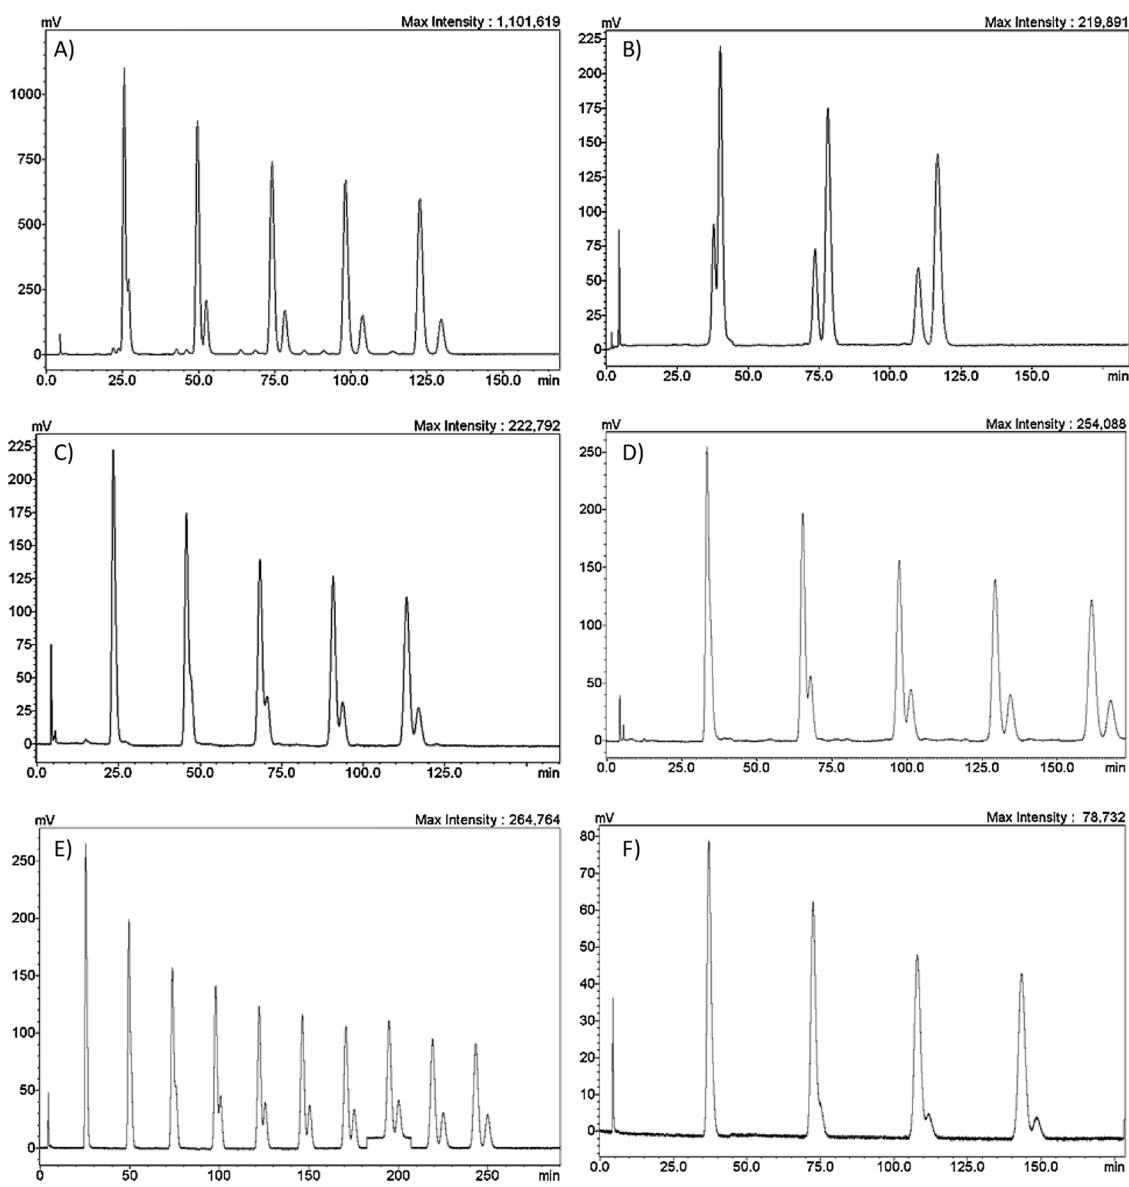 mV Max Intensity : 1,101,619
A)
1000
750
500
250
0
0.0 25.0 50.0 75.0 100.0 125.0 150.0 min
mV Max Intensity : 219,891
B)
225
200
175
150
125
100
75
50
25
0
0.0 25.0 50.0 75.0 100.0 125.0 150.0 min
mV Max Intensity : 222,792
C)
225
200
175
150
125
100
75
50
25
0
0.0 25.0 50.0 75.0 100.0 125.0 min
mV Max Intensity : 254,088
D)
250
200
150
100
50
0
0.0 25.0 50.0 75.0 100.0 125.0 150.0 min
mV Max Intensity : 264,764
E)
250
200
150
100
50
0
0 50 100 150 200 250 min
mV Max Intensity : 78,732
F)
80
70
60
50
40
30
20
10
0
0.0 25.0 50.0 75.0 100.0 125.0 150.0 min